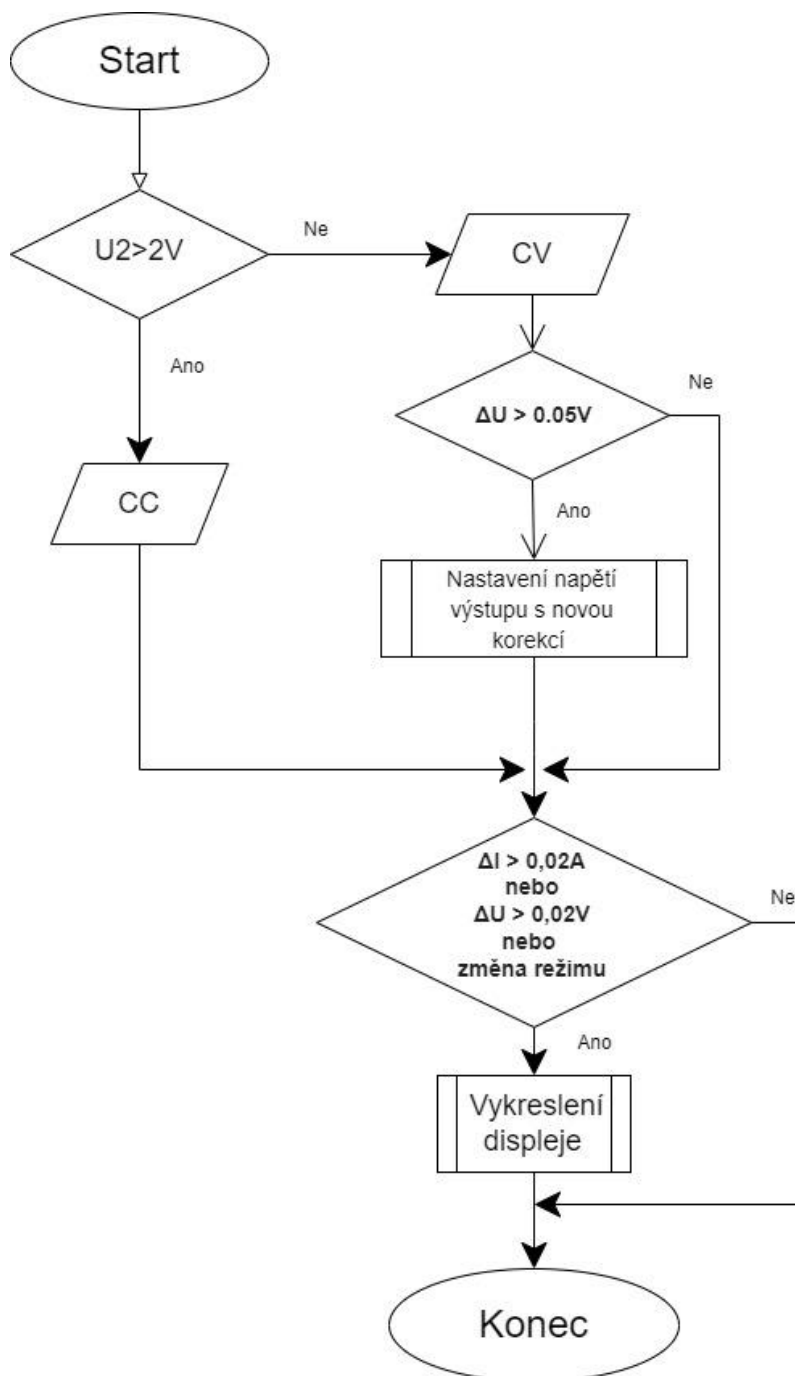 Start
U2>2V
Ne
CV
Ano
ΔU > 0.05V
Ne
CC
Ano
Nastavení napětí
výstupu s novou
korekcí
ΔI > 0,02A
nebo
ΔU > 0,02V
nebo
změna režimu
Ne
Ano
Vykreslení
displeje
Konec